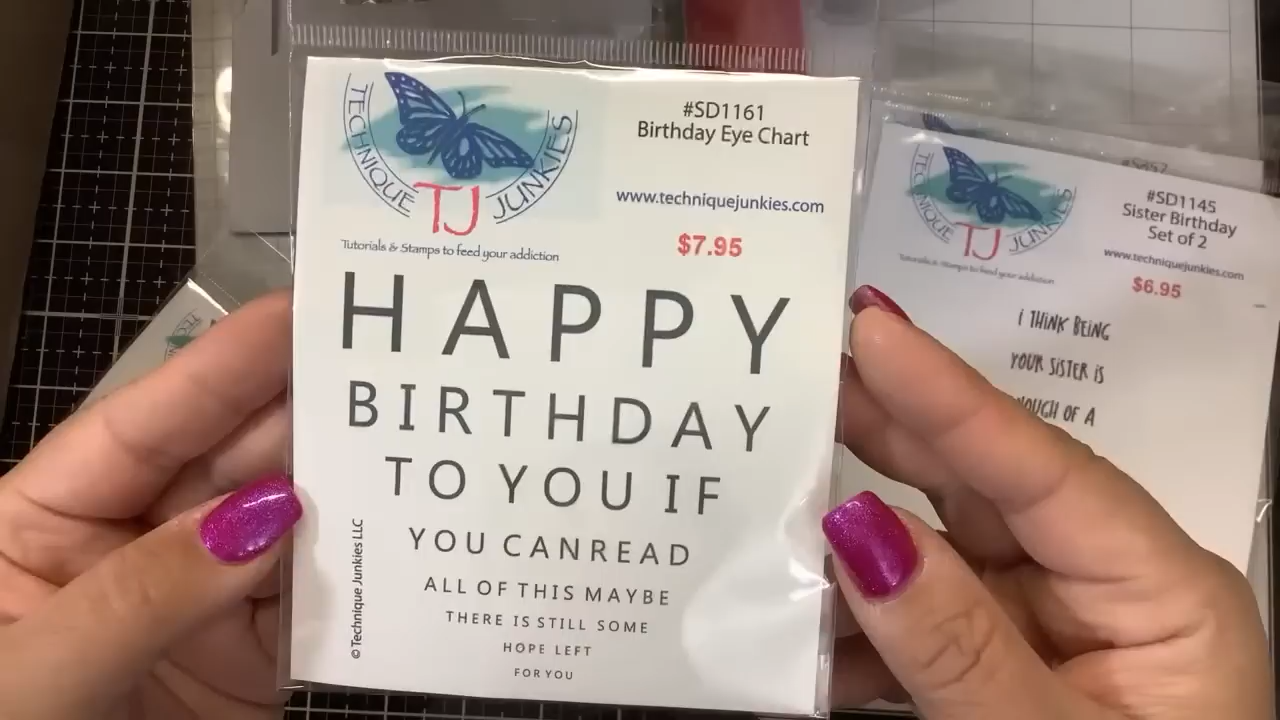 TECHNIQUE TJ JUNKIES
Tutorials & Stamps to feed your addiction
#SD1161
Birthday Eye Chart
www.techniquejunkies.com
$7.95
HAPPY
BIRTHDAY
TO YOU IF
YOU CANREAD
ALL OF THIS MAYBE
THERE IS STILL SOME
HOPE LEFT
FOR YOU
© Technique Junkies LLC
TJ JUNKIES
Tutorials & Stamps to feed your addiction
#SD1145
Sister Birthday
Set of 2
www.techniquejunkies.com
$6.95
I THINK BEING
YOUR SISTER IS
OF A